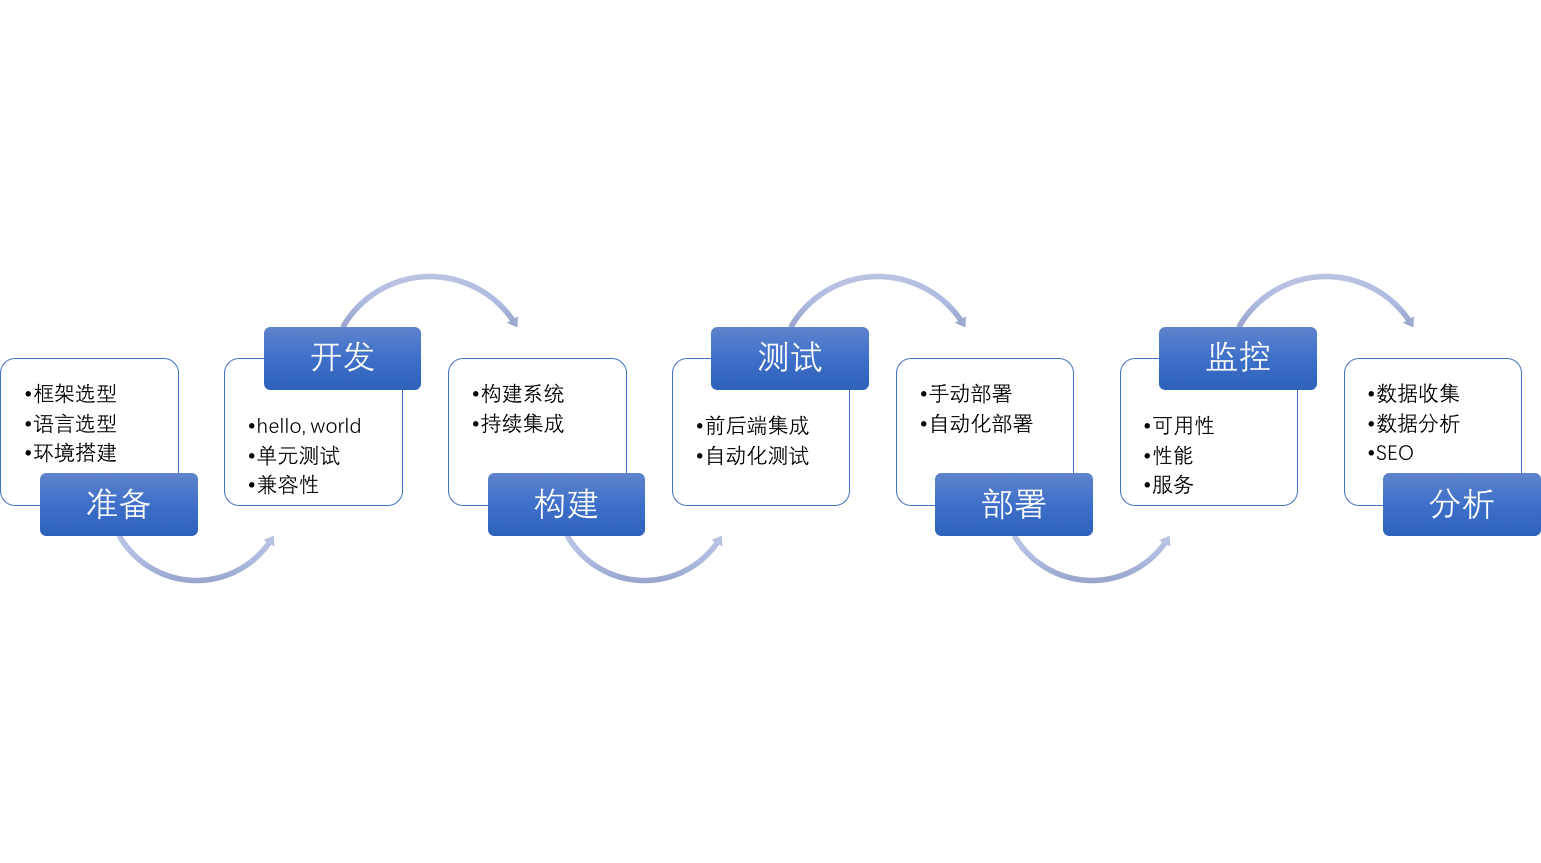 •框架选型
•语言选型
•环境搭建
准备
开发
•hello, world
•单元测试
•兼容性
•构建系统
•持续集成
构建
测试
•前后端集成
•自动化测试
•手动部署
•自动化部署
部署
监控
•可用性
•性能
•服务
•数据收集
•数据分析
•SEO
分析